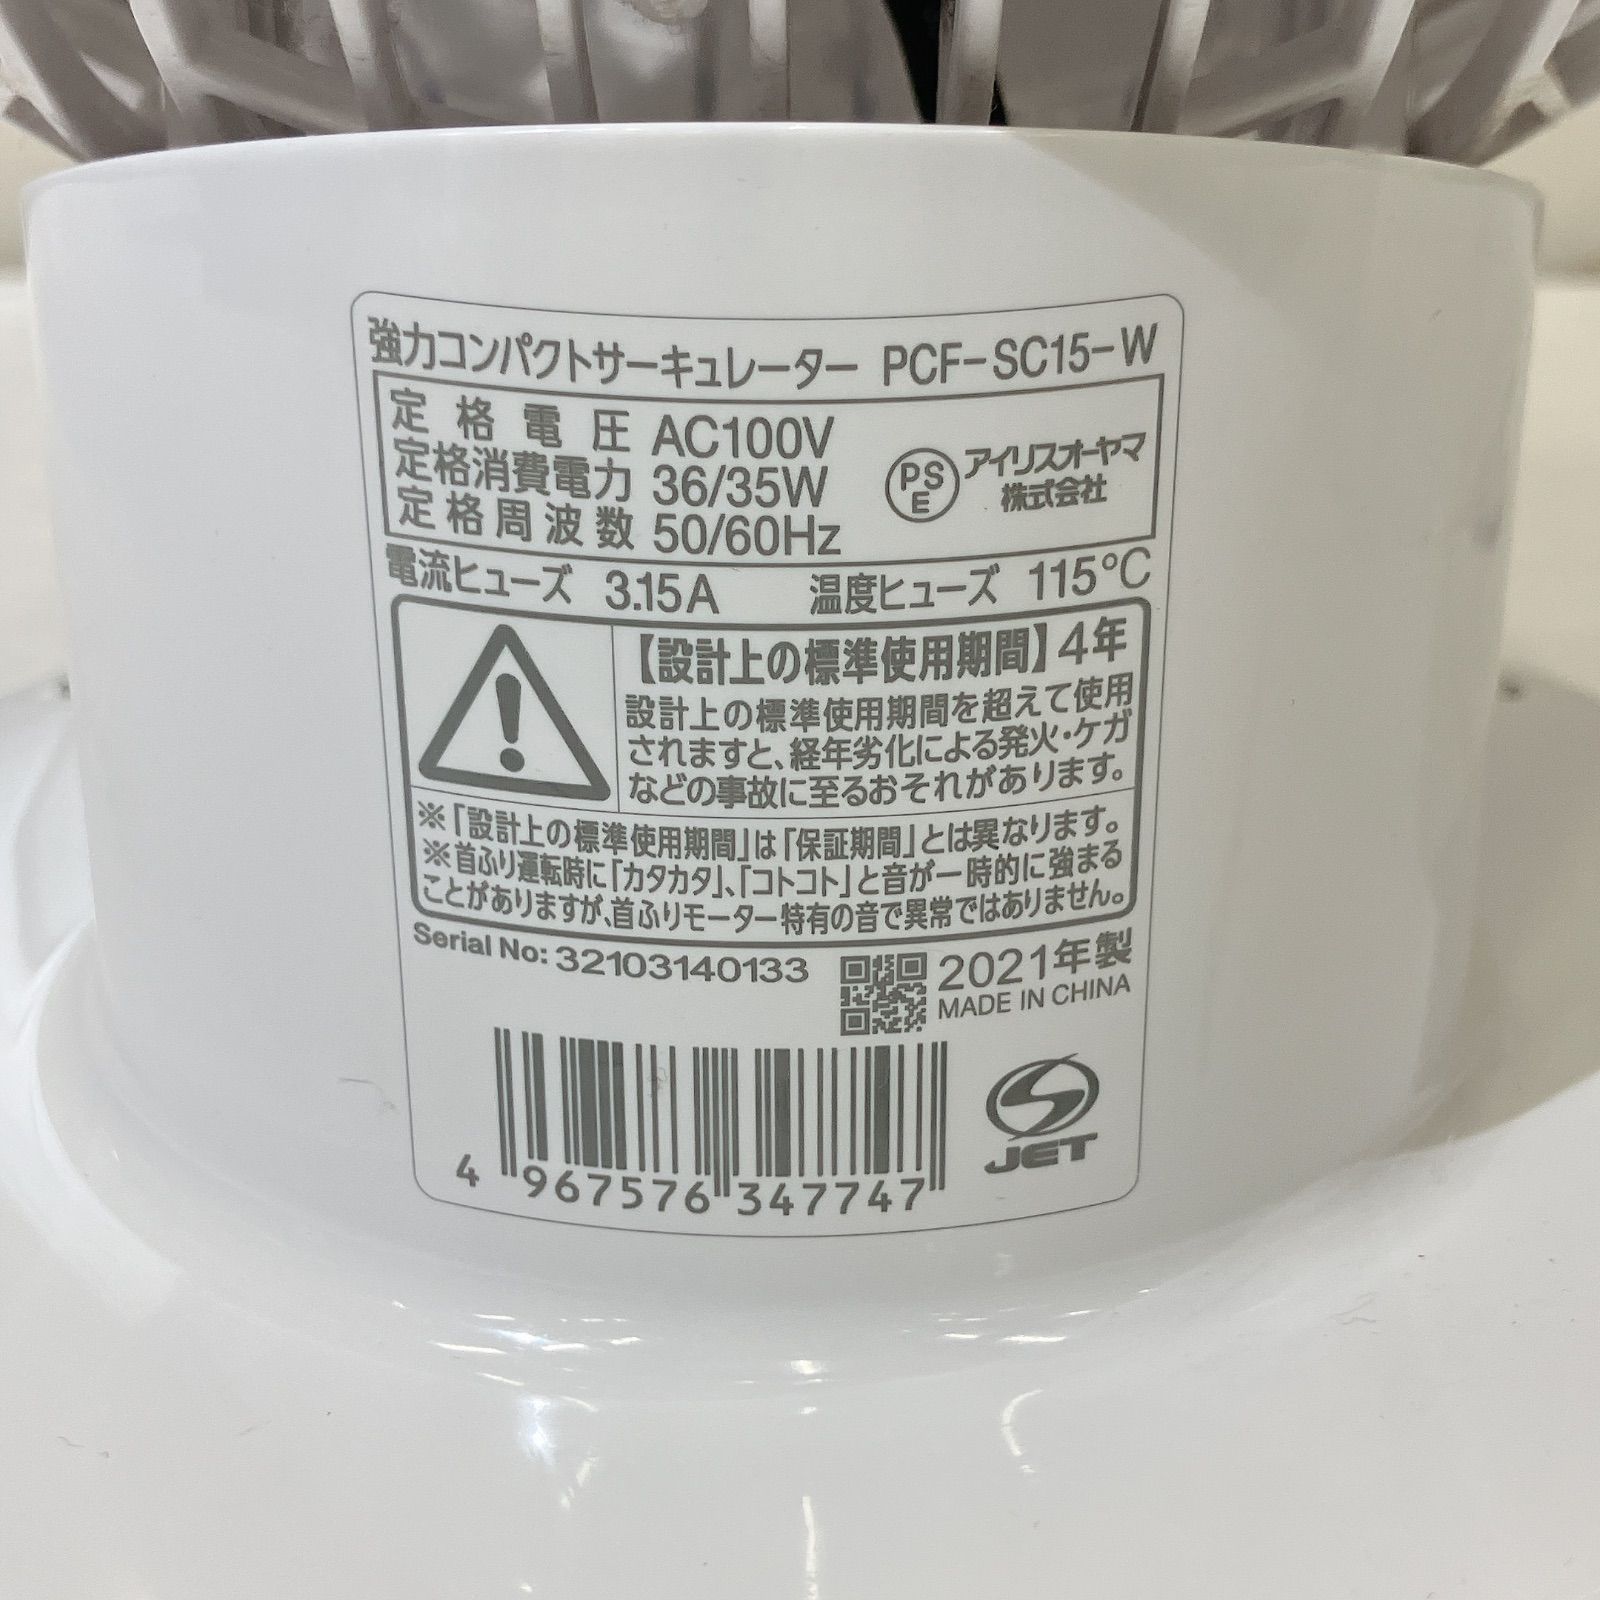 強力コンパクトサーキュレーター PCF-SC15-W
定格電圧 AC100V
定格消費電力 36/35W
定格周波数 50/60Hz
PSE
アイリスオーヤマ
株式会社
電流ヒューズ 3.15A 温度ヒューズ 115℃
【設計上の標準使用期間】4年
設計上の標準使用期間を超えて使用
されますと、経年劣化による発火・ケガ
などの事故に至るおそれがあります。
※「設計上の標準使用期間」は「保証期間」とは異なります。
※首ふり運転時に「カタカタ」、「コトコト」と音が一時的に強まる
ことがありますが、首ふりモーター特有の音で異常ではありません。
Serial No: 32103140133
2021年製
MADE IN CHINA
4 967576 347747
JET